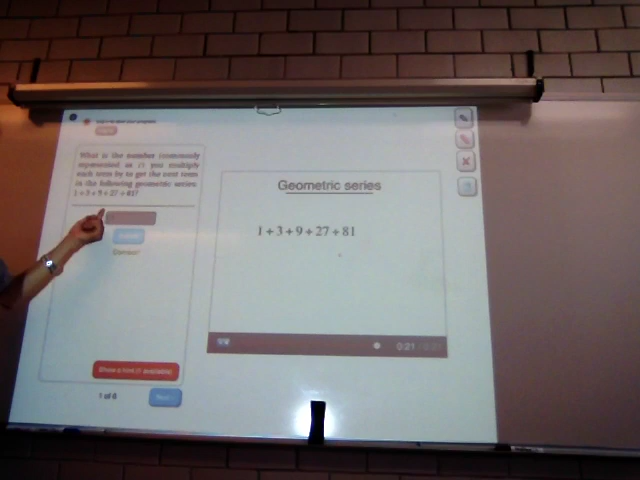 What is the number (commonly
represented as r) you multiply
each term by to get the next term
in the following geometric series
1 + 3 + 9 + 27 + 81?
Correct!
Show a hint (1 available)
1 of 6
Next
Geometric series
1 + 3 + 9 + 27 + 81
0:21